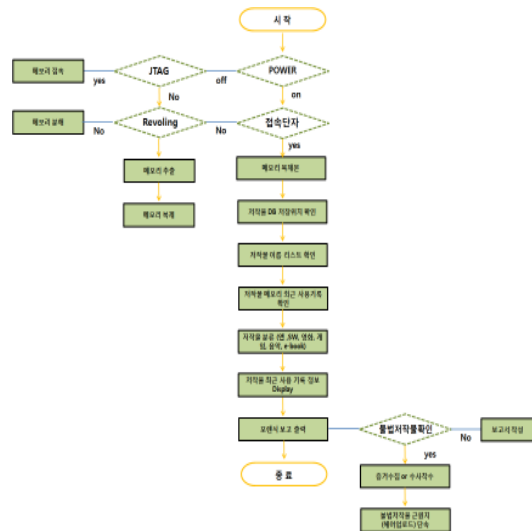 시 작
JTAG
POWER
메모리 접속
yes
off
No
on
Revoling
접속단자
메모리 분해
No
No
yes
메모리 추출
메모리 복제본
메모리 복제
저작물 DB 저장위치 확인
저작물 이름 리스트 확인
저작물 메모리 최근 사용기록
확인
저작물 분류 (앱 ,SW, 영화, 게
임, 음악, e-book)
저작물 최근 사용 기록 정보
Display
포렌식 보고 출력
불법저작물확인
보고서 작성
No
yes
종 료
증거수집 or 수사착수
불법저작물 근원지
(헤비업로드) 단속